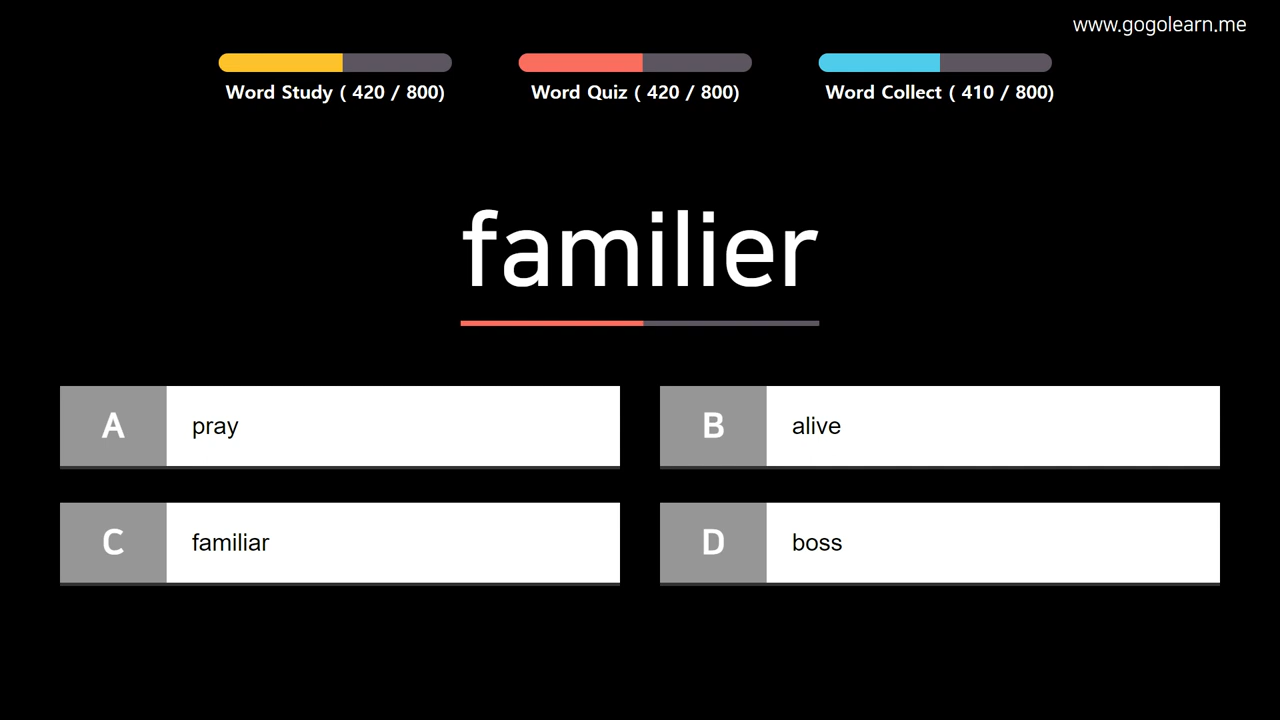 www.gogolearn.me
Word Study ( 420 / 800)
Word Quiz ( 420 / 800)
Word Collect ( 410 / 800)
familier
A pray
B alive
C familiar
D boss